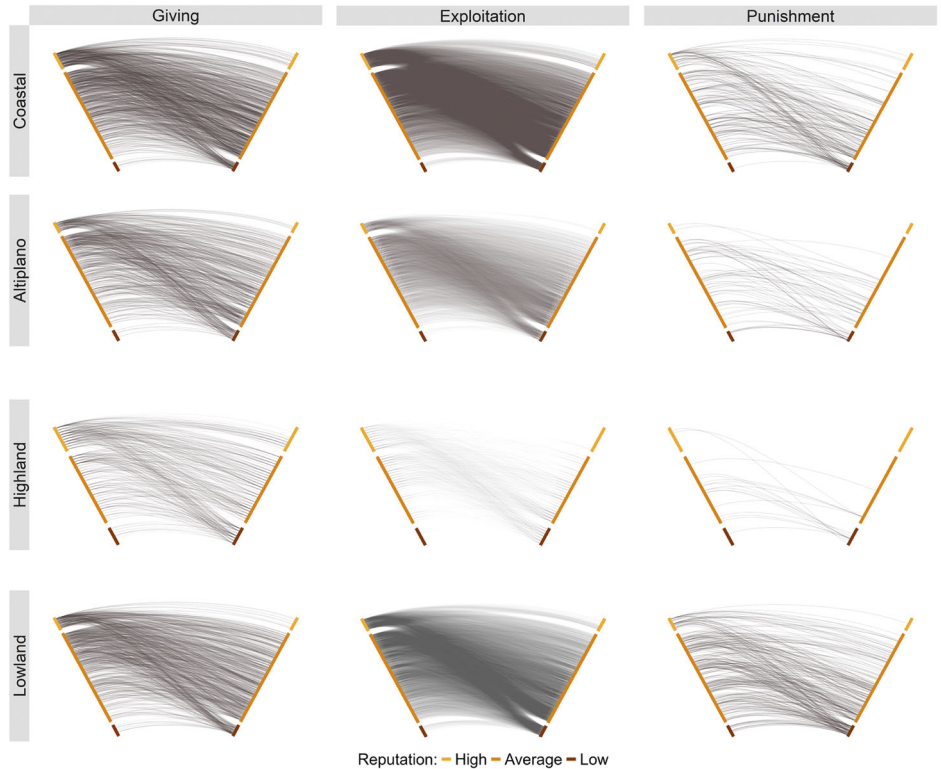 Giving Exploitation Punishment
Coastal
Altiplano
Highland
Lowland
Reputation: High Average Low